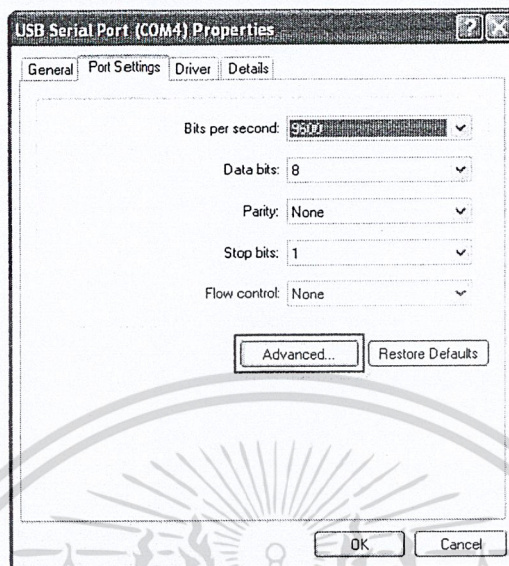 USB Serial Port (COM4) Properties
General Port Settings Driver Details
Bits per second: 9600
Data bits: 8
Parity: None
Stop bits: 1
Flow control: None
Advanced... Restore Defaults
OK Cancel